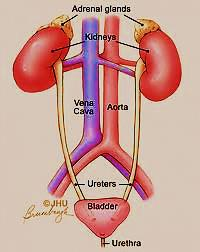 Adrenal glands
Kidneys
Vena
Cava
Aorta
Ureters
Bladder
©JHU
Urethra